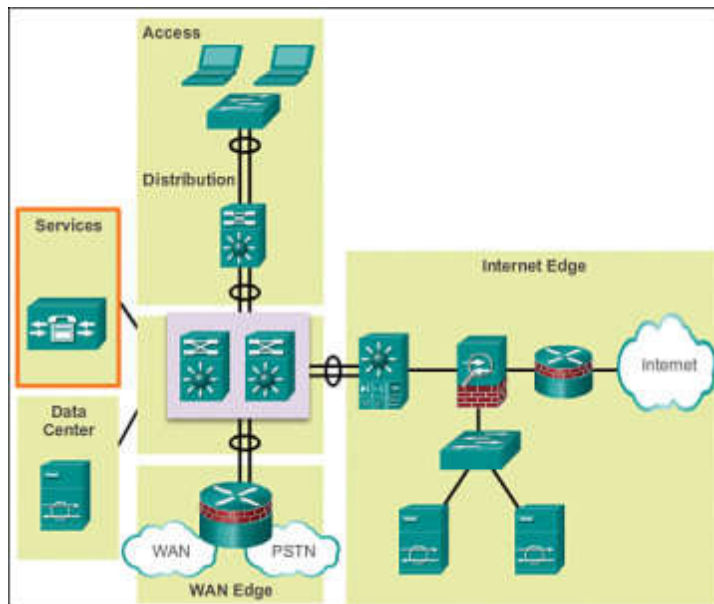 Access
Distribution
Services
Internet Edge
Internet
Data
Center
WAN
PSTN
WAN Edge